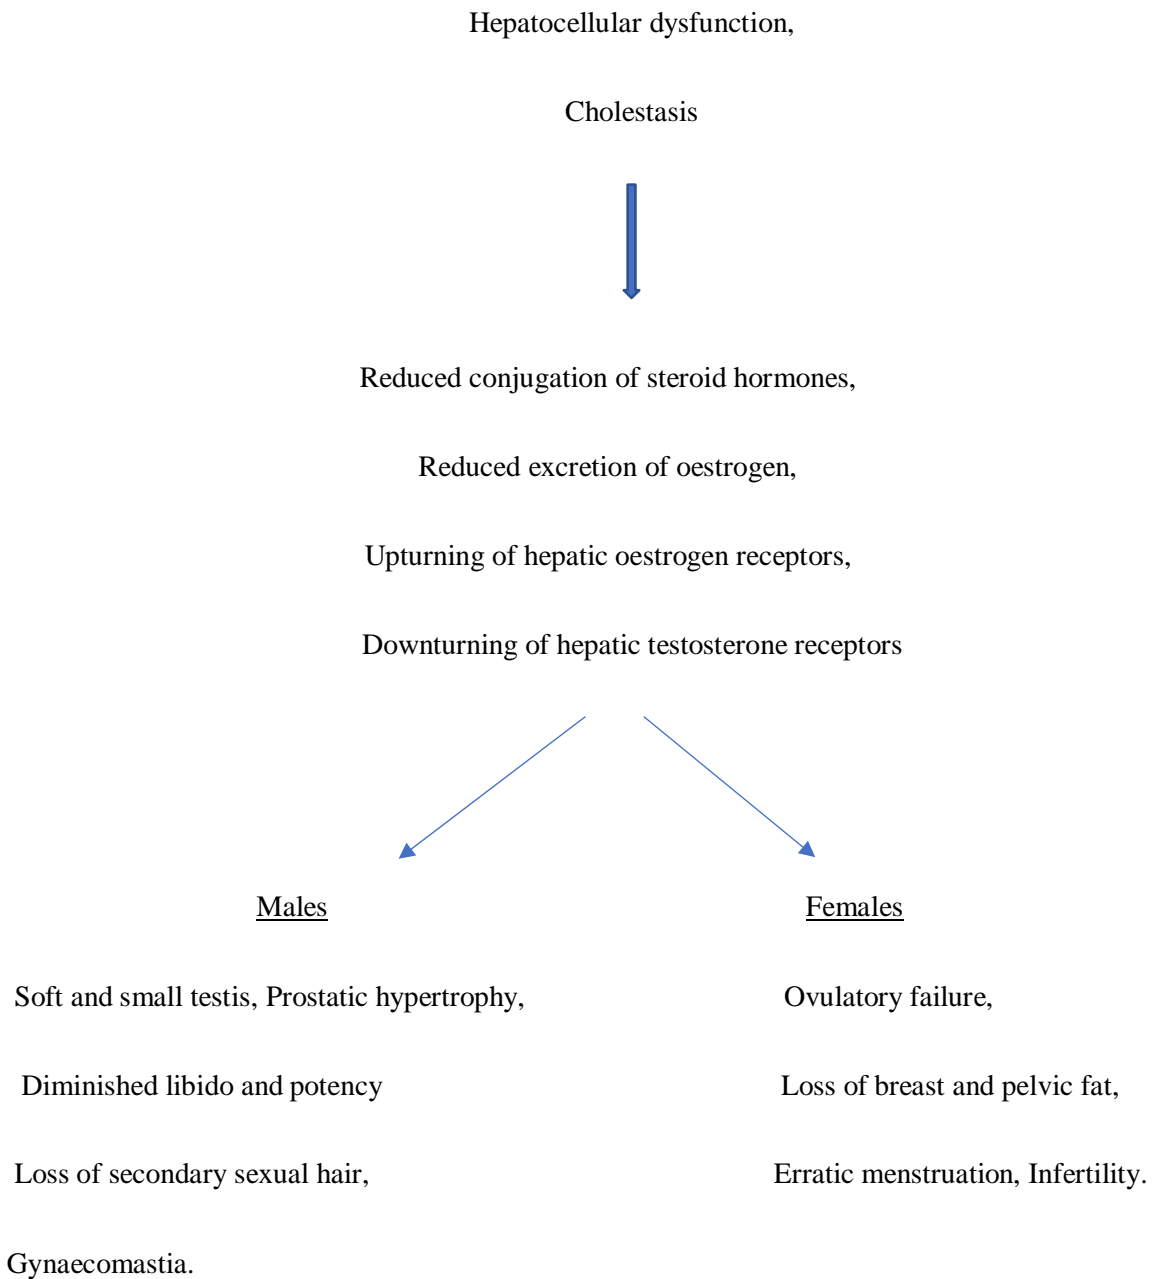 Hepatocellular dysfunction,
Cholestasis
Reduced conjugation of steroid hormones,
Reduced excretion of oestrogen,
Upturning of hepatic oestrogen receptors,
Downturning of hepatic testosterone receptors
Males
Soft and small testis, Prostatic hypertrophy,
Diminished libido and potency
Loss of secondary sexual hair,
Gynaecomastia.
Females
Ovulatory failure,
Loss of breast and pelvic fat,
Erratic menstruation, Infertility.